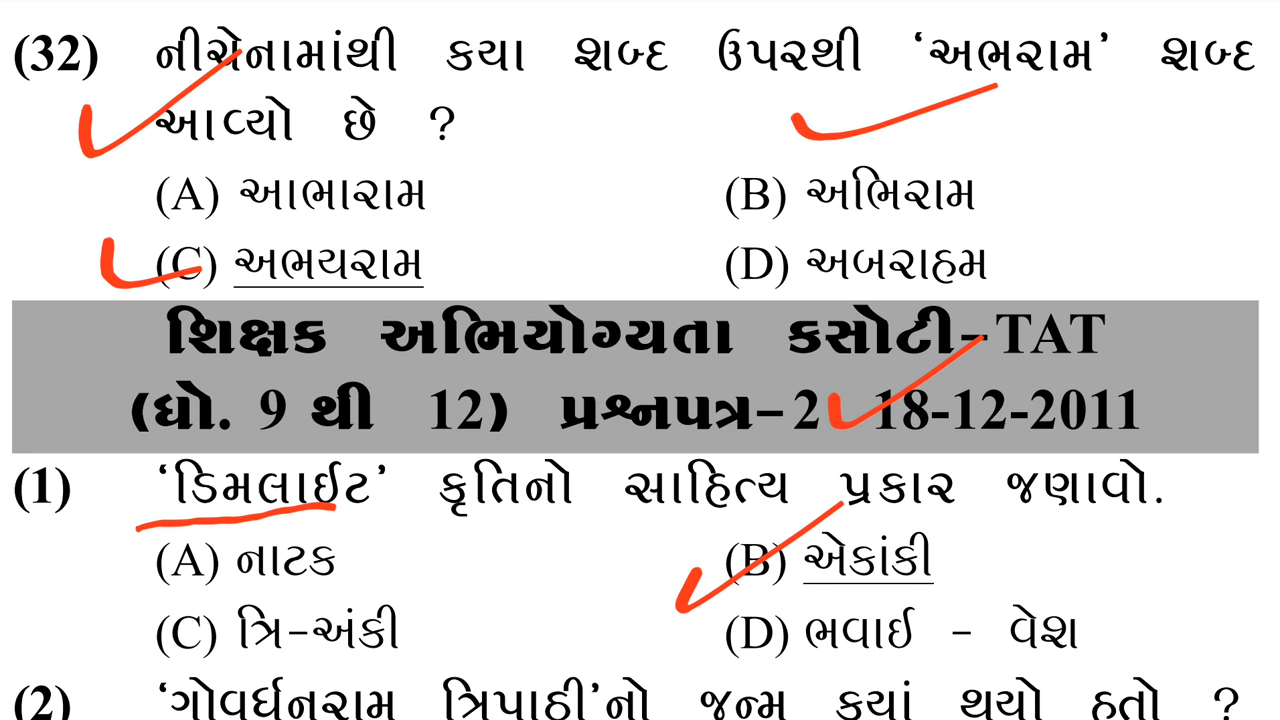 (32) નીચેનામાંથી કયા શબ્દ ઉપરથી ‘અભરામ’ શબ્દ
આવ્યો છે ?
(A) આભારામ (B) અભિરામ
(C) અભયરામ (D) અબરાહમ
શિક્ષક અભિયોગ્યતા કસોટી-TAT
(ધો. 9 થી 12) પ્રશ્નપત્ર-2 18-12-2011
(1) ‘ડિમલાઈટ’ કૃતિનો સાહિત્ય પ્રકાર જણાવો.
(A) નાટક (B) એકાંકી
(C) ત્રિ-અંકી (D) ભવાઈ - વેશ
(2) ‘ગોવર્ધનરામ ત્રિપાઠી’નો જન્મ કયાં થયો હતો ?